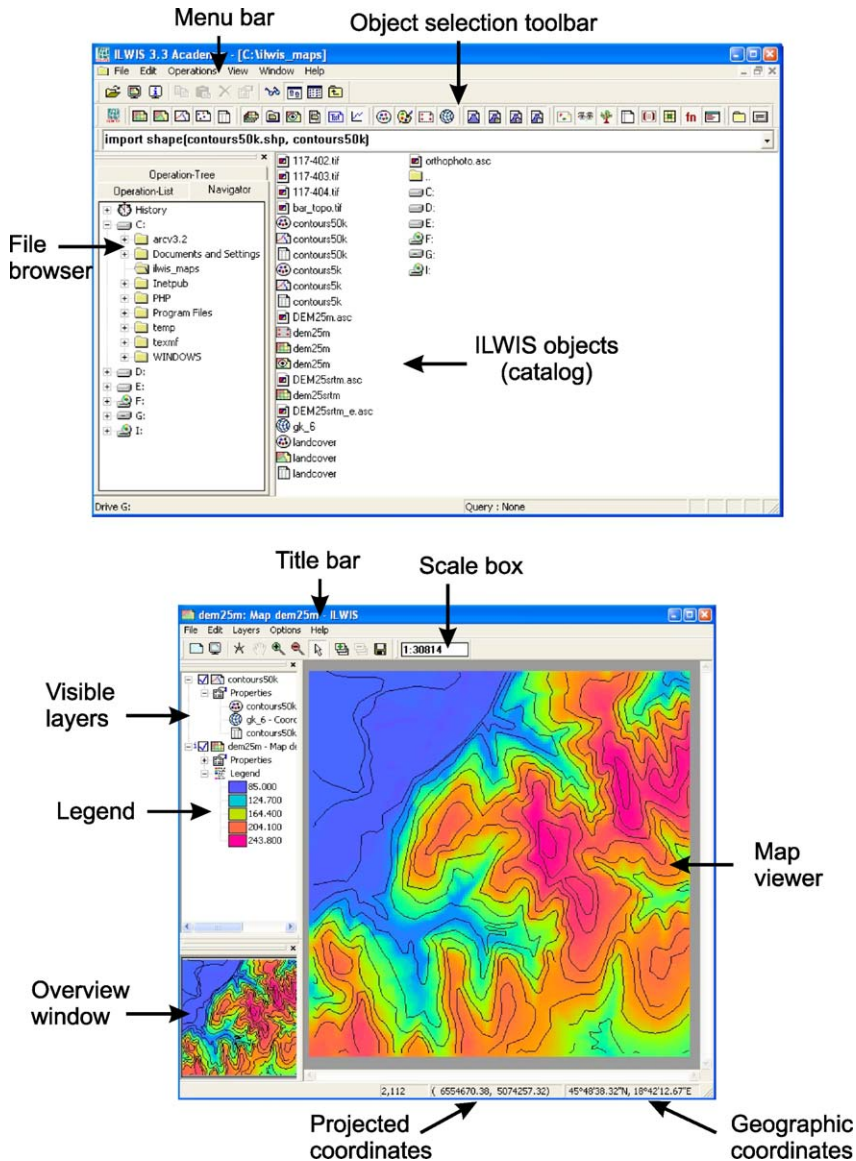 Menu bar
Object selection toolbar
ILWIS 3.3 Academic - [C:\ilwis_maps]
File Edit Operations View Window Help
fn
import shape(contours50k.shp, contours50k)
Operation-Tree
Operation-List Navigator
History
C:
arcv3.2
Documents and Settings
ilwis_maps
Inetpub
PHP
Program Files
temp
texmf
WINDOWS
D:
E:
F:
G:
I:
File
browser
117-402.tif
117-403.tif
117-404.tif
bar_topo.tif
contours50k
contours50k
contours50k
contours5k
contours5k
contours5k
DEM25m.asc
dem25m
dem25m
dem25m
DEM25srtm.asc
dem25srtm
DEM25srtm_e.asc
gk_6
landcover
landcover
landcover
orthophoto.asc
..
C:
D:
E:
F:
G:
I:
ILWIS objects
(catalog)
Drive G:
Query : None
Title bar
Scale box
dem25m: Map dem25m - ILWIS
File Edit Layers Options Help
1:30814
Visible
layers
contours50k
Properties
contours50k
gk_6 - Coord
contours50k
dem25m - Map de
Properties
Legend
85.000
124.700
164.400
204.100
243.800
Legend
Map
viewer
Overview
window
2,112 ( 6554670.38, 5074257.32) 45°48'38.32"N, 18°42'12.67"E
Projected
coordinates
Geographic
coordinates